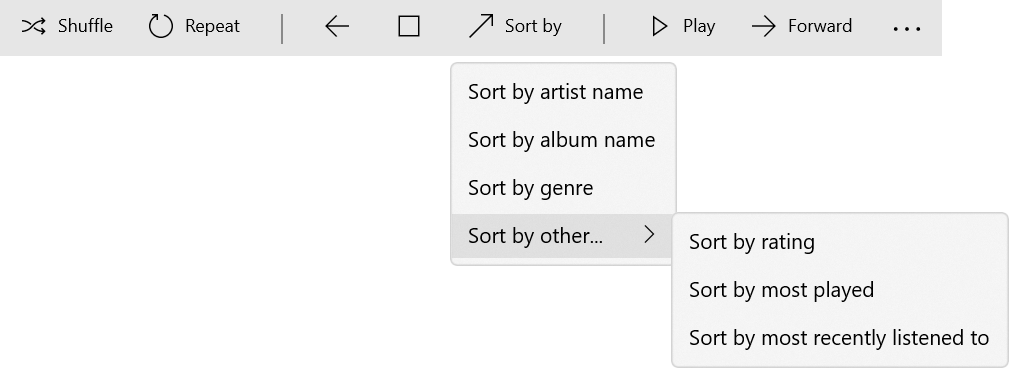 Shuffle Repeat Sort by Play Forward ...
Sort by artist name
Sort by album name
Sort by genre
Sort by other...
Sort by rating
Sort by most played
Sort by most recently listened to